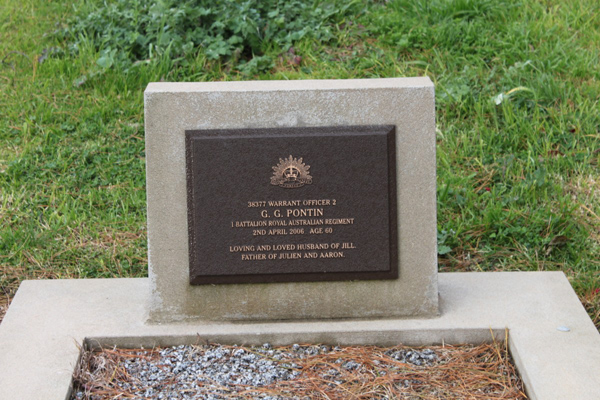 38377 WARRANT OFFICER 2
G. G. PONTIN
1 BATTALION ROYAL AUSTRALIAN REGIMENT
2ND APRIL 2006 AGE 60
LOVING AND LOVED HUSBAND OF JILL.
FATHER OF JULIEN AND AARON.